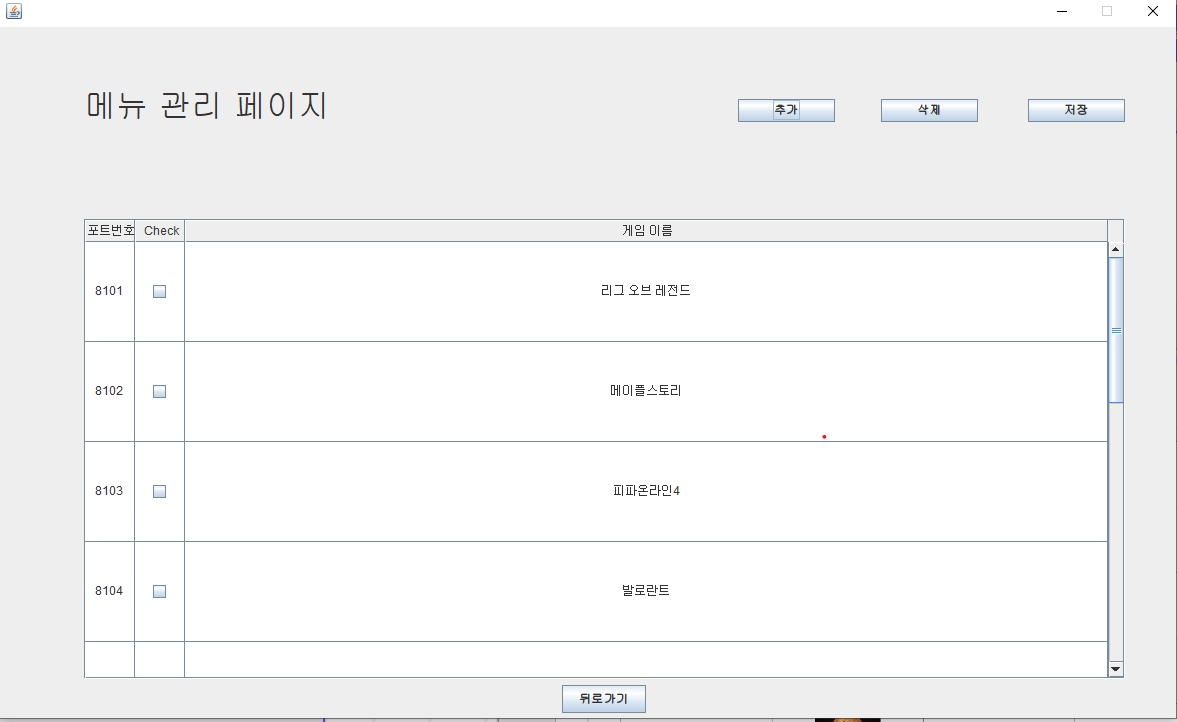 메뉴 관리 페이지
추가 삭제 저장
포트번호 Check 게임 이름
8101 리그 오브 레전드
8102 메이플스토리
8103 피파온라인4
8104 발로란트
뒤로가기